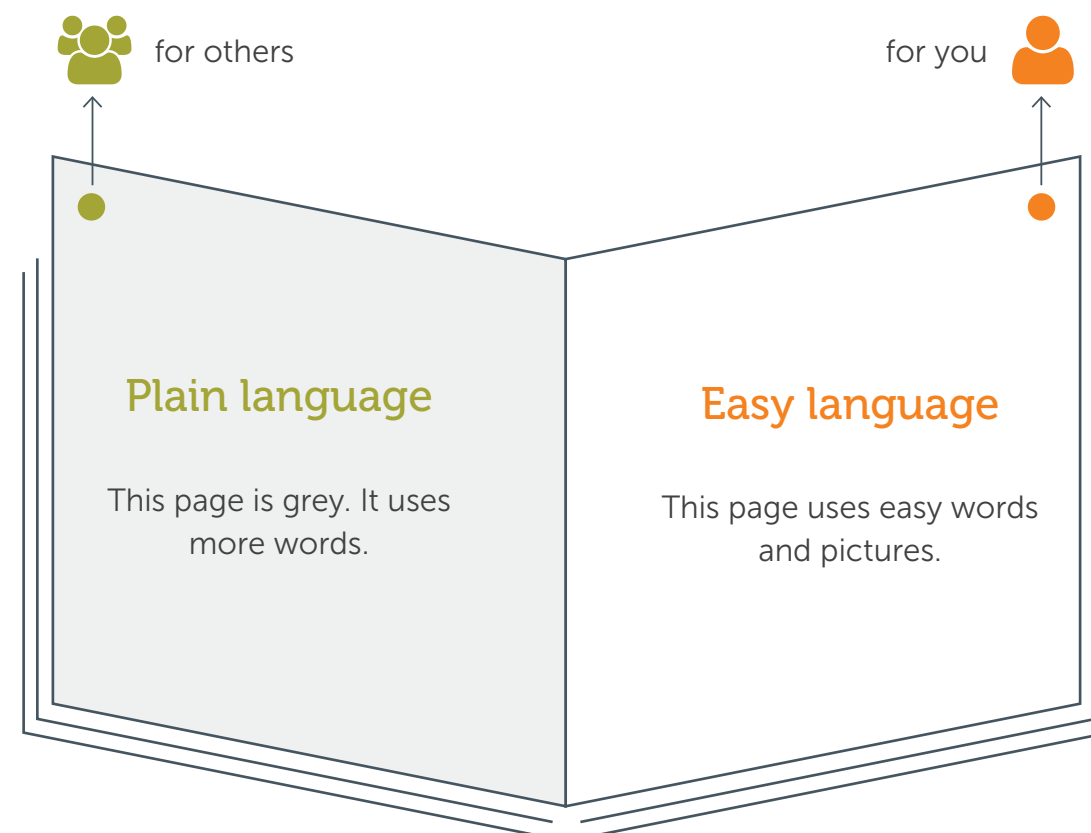 for others
for you
Plain language
This page is grey. It uses
more words.
Easy language
This page uses easy words
and pictures.